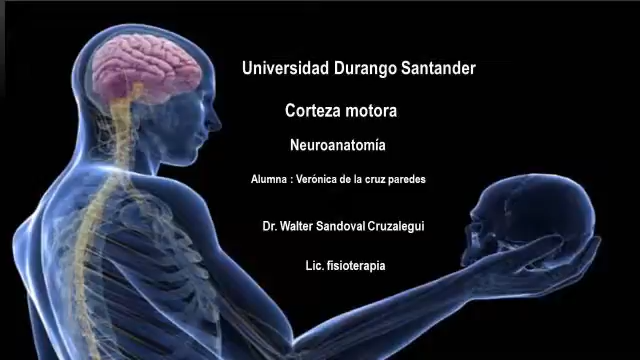 Universidad Durango Santander
Corteza motora
Neuroanatomía
Alumna : Verónica de la cruz paredes
Dr. Walter Sandoval Cruzalegui
Lic. fisioterapia